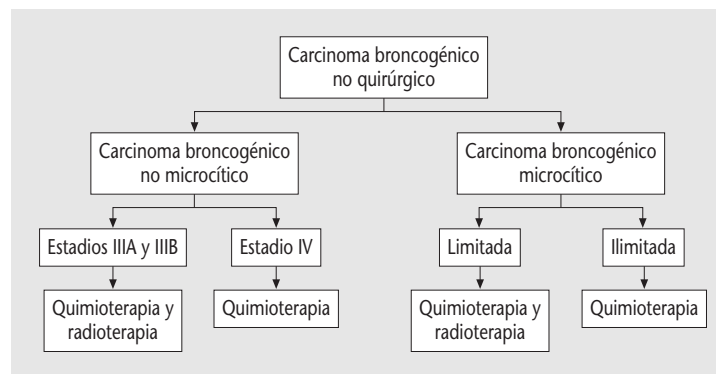 Carcinoma broncogénico
no quirúrgico
Carcinoma broncogénico
no microcítico
Carcinoma broncogénico
microcítico
Estadios IIIA y IIIB
Estadio IV
Limitada
Ilimitada
Quimioterapia y
radioterapia
Quimioterapia
Quimioterapia y
radioterapia
Quimioterapia